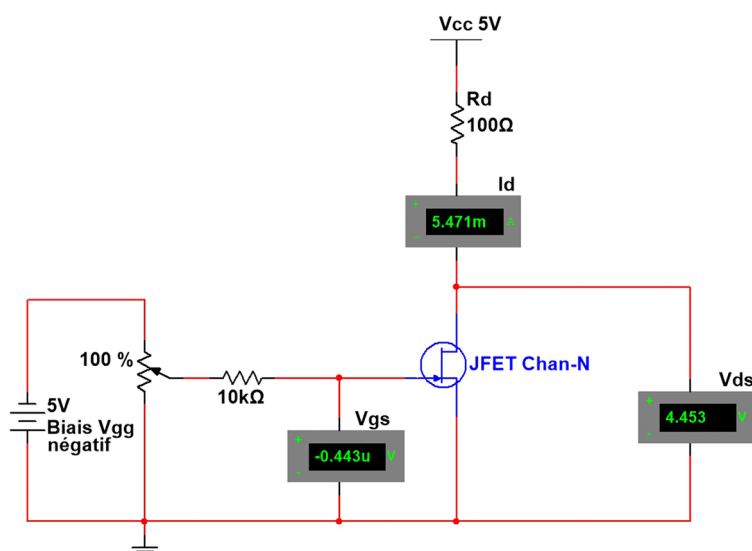 Vcc 5V
Rd
100Ω
Id
+
5.471m a
-
100 %
10kΩ
JFET Chan-N
5V
Biais Vgg
négatif
Vgs
+
-0.443u V
-
Vds
+
4.453 V
-